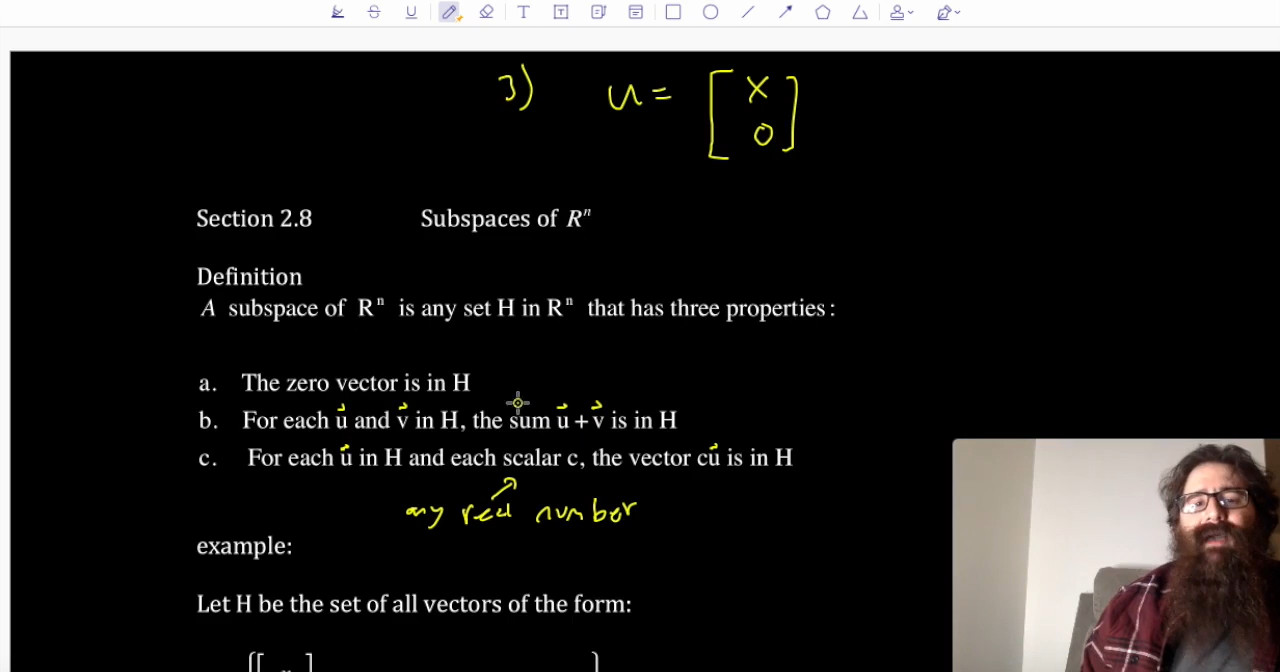 3) u = [ x
0 ]
Section 2.8 Subspaces of Rⁿ
Definition
A subspace of Rⁿ is any set H in Rⁿ that has three properties:
a. The zero vector is in H
b. For each u⃗ and v⃗ in H, the sum u⃗ + v⃗ is in H
c. For each u⃗ in H and each scalar c, the vector cu⃗ is in H
any real number
example:
Let H be the set of all vectors of the form: